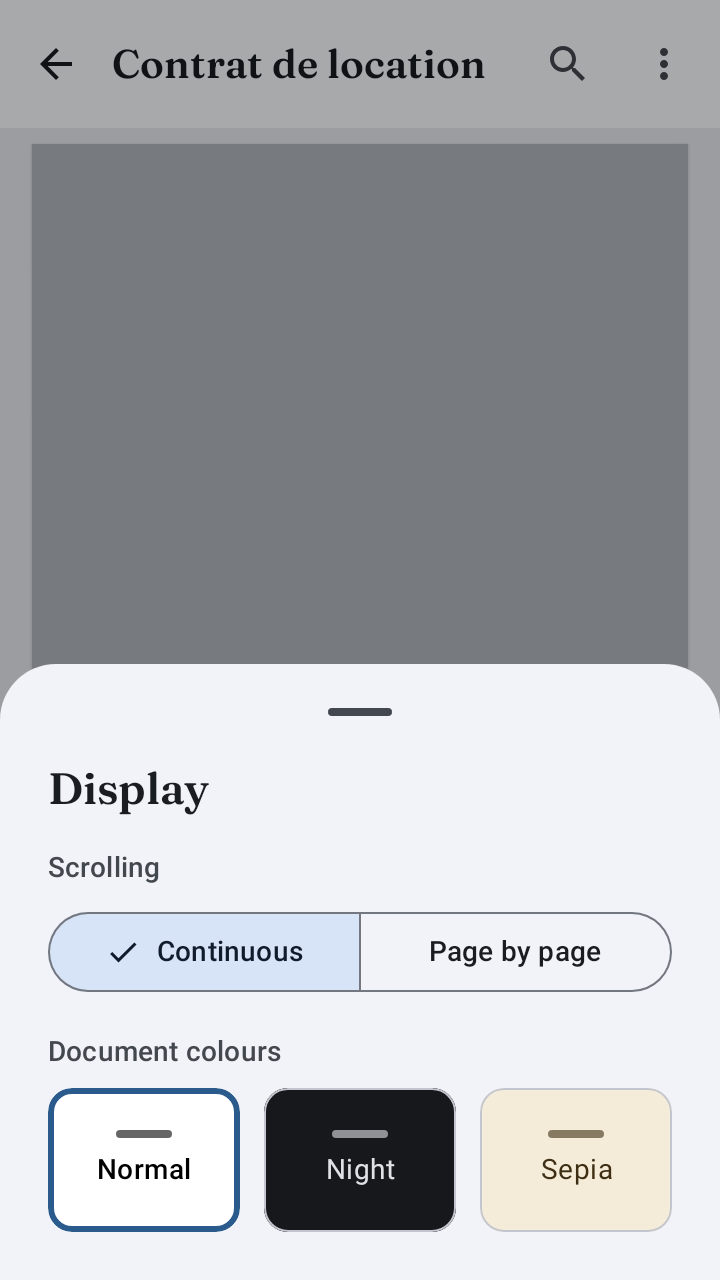 Contrat de location
Display
Scrolling
Continuous
Page by page
Document colours
Normal
Night
Sepia